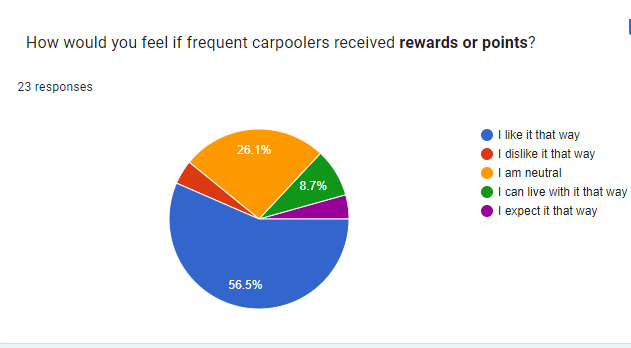 How would you feel if frequent carpoolers received rewards or points?
23 responses
26.1%
8.7%
56.5%
I like it that way
I dislike it that way
I am neutral
I can live with it that way
I expect it that way